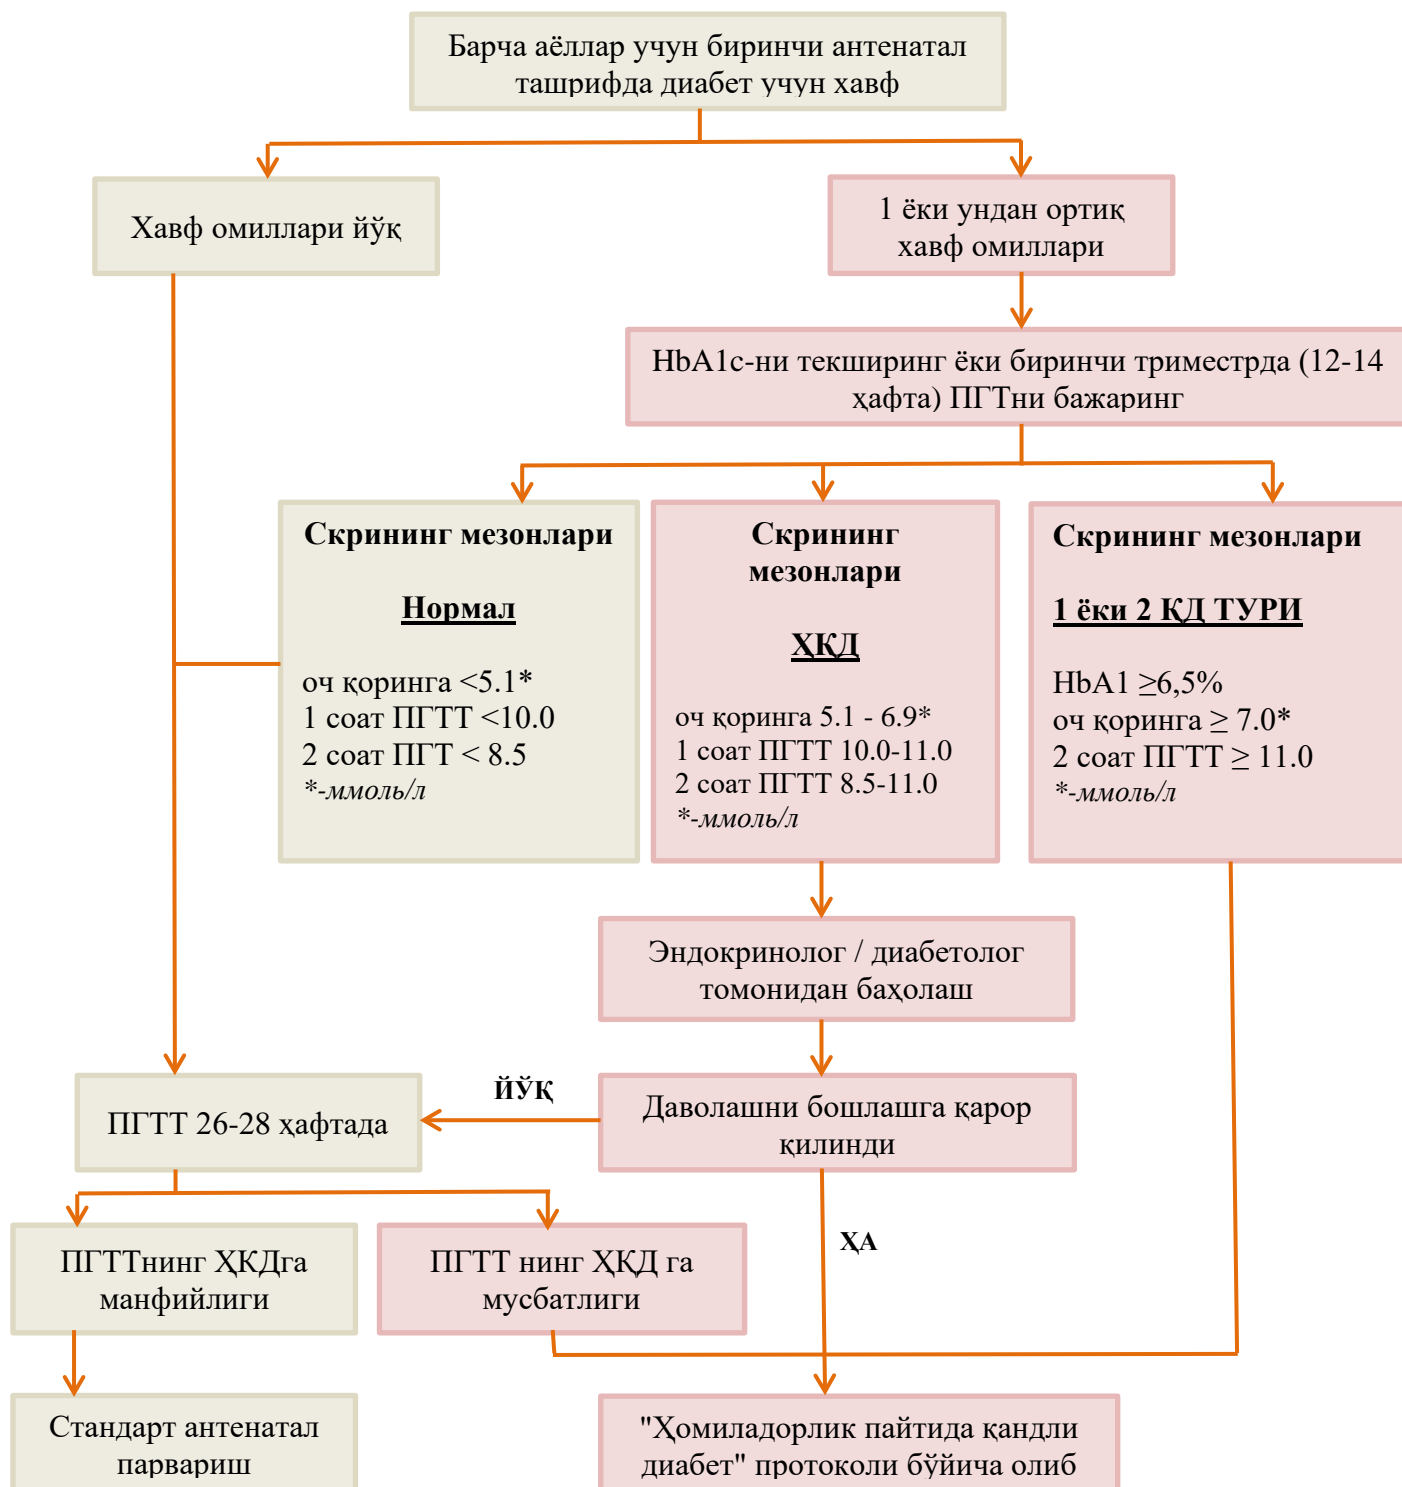 Барча аёллар учун биринчи антенатал
ташрифда диабет учун хавф
Хавф омиллари йўқ
1 ёки ундан ортиқ
хавф омиллари
HbA1c-ни текширинг ёки биринчи триместрда (12-14
ҳафта) ПГТни бажаринг
Скрининг мезонлари
Нормал
оч қоринга <5.1*
1 соат ПГТТ <10.0
2 соат ПГТ < 8.5
*-ммоль/л
Скрининг
мезонлари
ҲҚД
оч қоринга 5.1 - 6.9*
1 соат ПГТТ 10.0-11.0
2 соат ПГТТ 8.5-11.0
*-ммоль/л
Скрининг мезонлари
1 ёки 2 ҚД ТУРИ
HbA1 ≥6,5%
оч қоринга ≥ 7.0*
2 соат ПГТТ ≥ 11.0
*-ммоль/л
Эндокринолог / диабетолог
томонидан баҳолаш
ЙЎҚ
Даволашни бошлашга қарор
қилинди
ПГТТ 26-28 ҳафтада
ҲА
ПГТТнинг ҲКДга
манфийлиги
ПГТТ нинг ҲҚД га
мусбатлиги
Стандарт антенатал
парвариш
"Ҳомиладорлик пайтида қандли
диабет" протоколи бўйича олиб